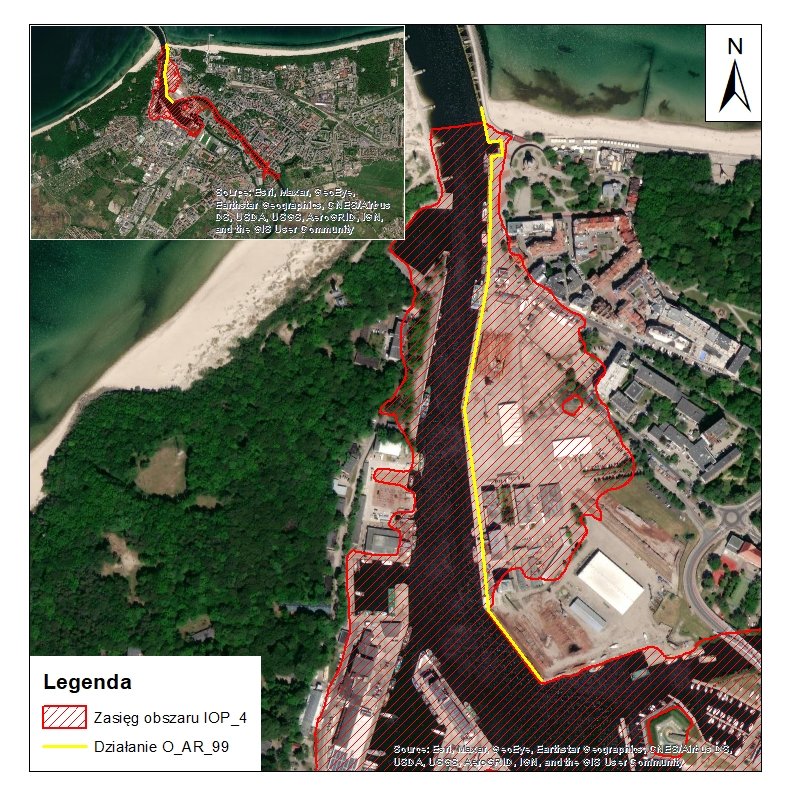 Source: Esri, Maxar, GeoEye,
Earthstar Geographics, CNES/Airbus
DS, USDA, USGS, AeroGRID, IGN,
and the GIS User Community
N
Legenda
Zasięg obszaru IOP_4
Działanie O_AR_99
Source: Esri, Maxar, GeoEye, Earthstar Geographics, CNES/Airbus DS,
USDA, USGS, AeroGRID, IGN, and the GIS User Community